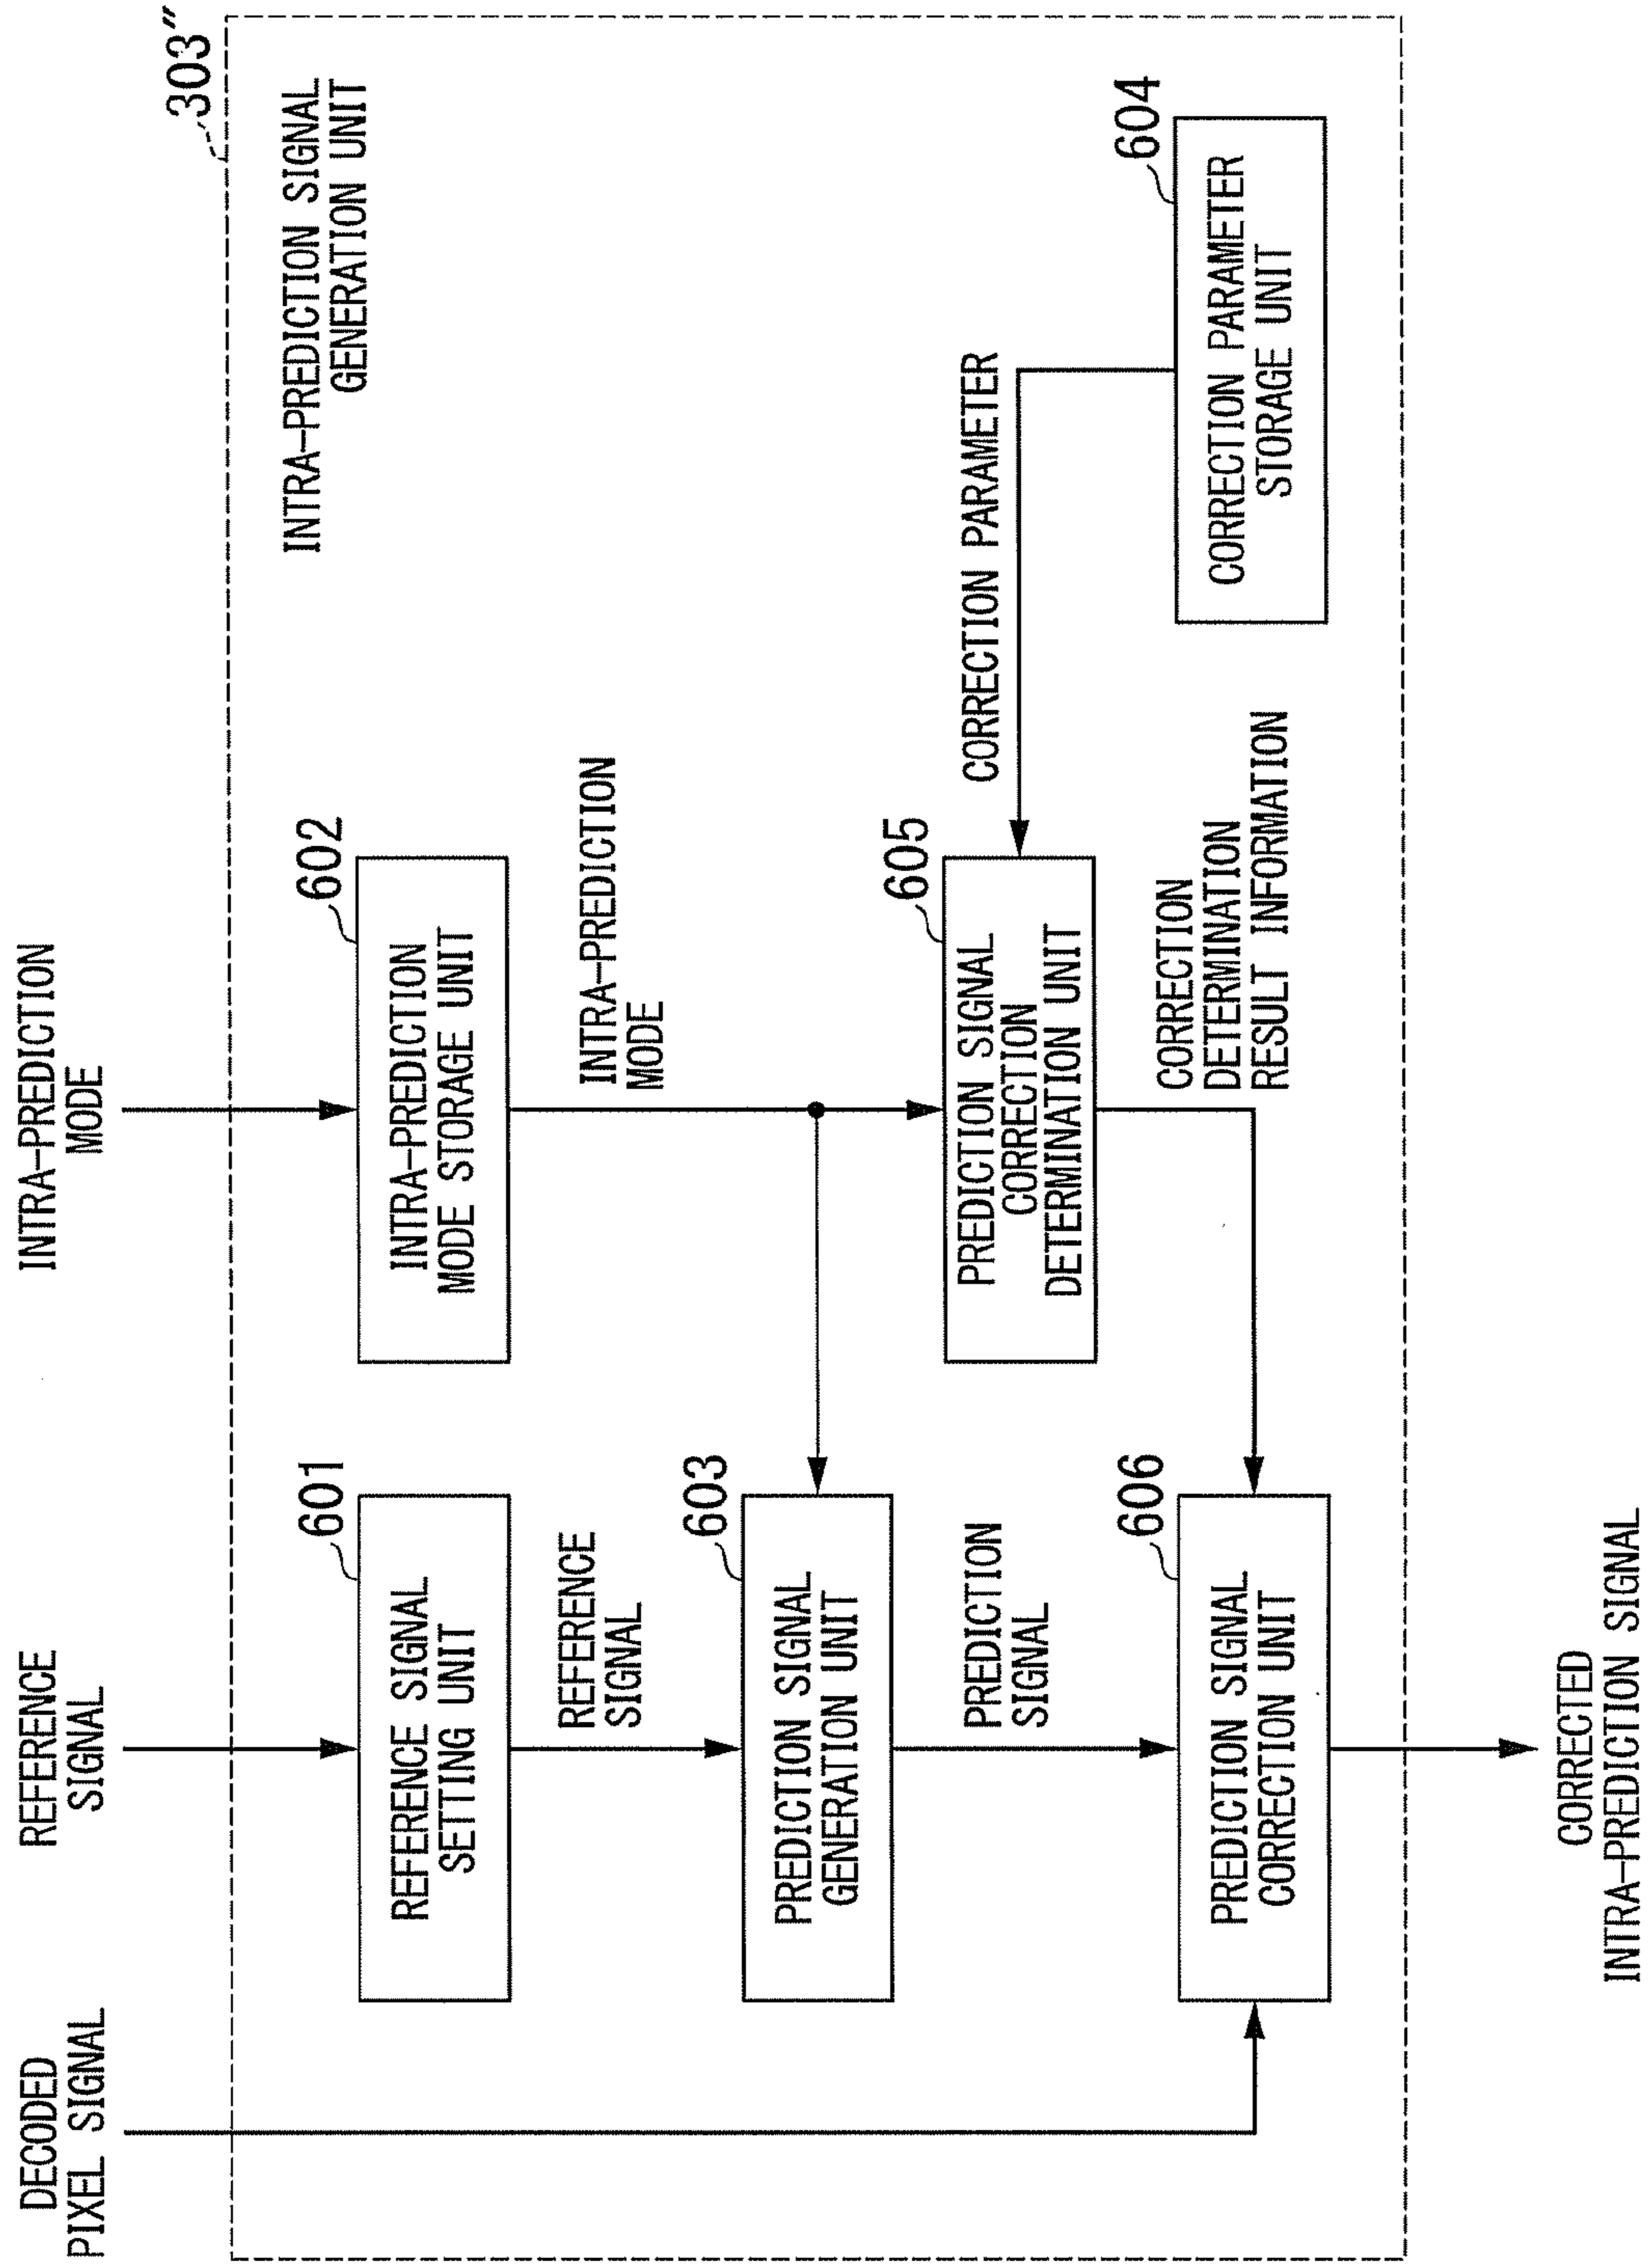 303"
INTRA-PREDICTION SIGNAL
GENERATION UNIT
DECODED
PIXEL SIGNAL
REFERENCE
SIGNAL
INTRA-PREDICTION
MODE
601
REFERENCE SIGNAL
SETTING UNIT
602
INTRA-PREDICTION
MODE STORAGE UNIT
REFERENCE
SIGNAL
INTRA-PREDICTION
MODE
603
PREDICTION SIGNAL
GENERATION UNIT
605
PREDICTION SIGNAL
CORRECTION
DETERMINATION UNIT
CORRECTION PARAMETER
604
CORRECTION PARAMETER
STORAGE UNIT
PREDICTION
SIGNAL
CORRECTION
DETERMINATION
RESULT INFORMATION
606
PREDICTION SIGNAL
CORRECTION UNIT
CORRECTED
INTRA-PREDICTION SIGNAL